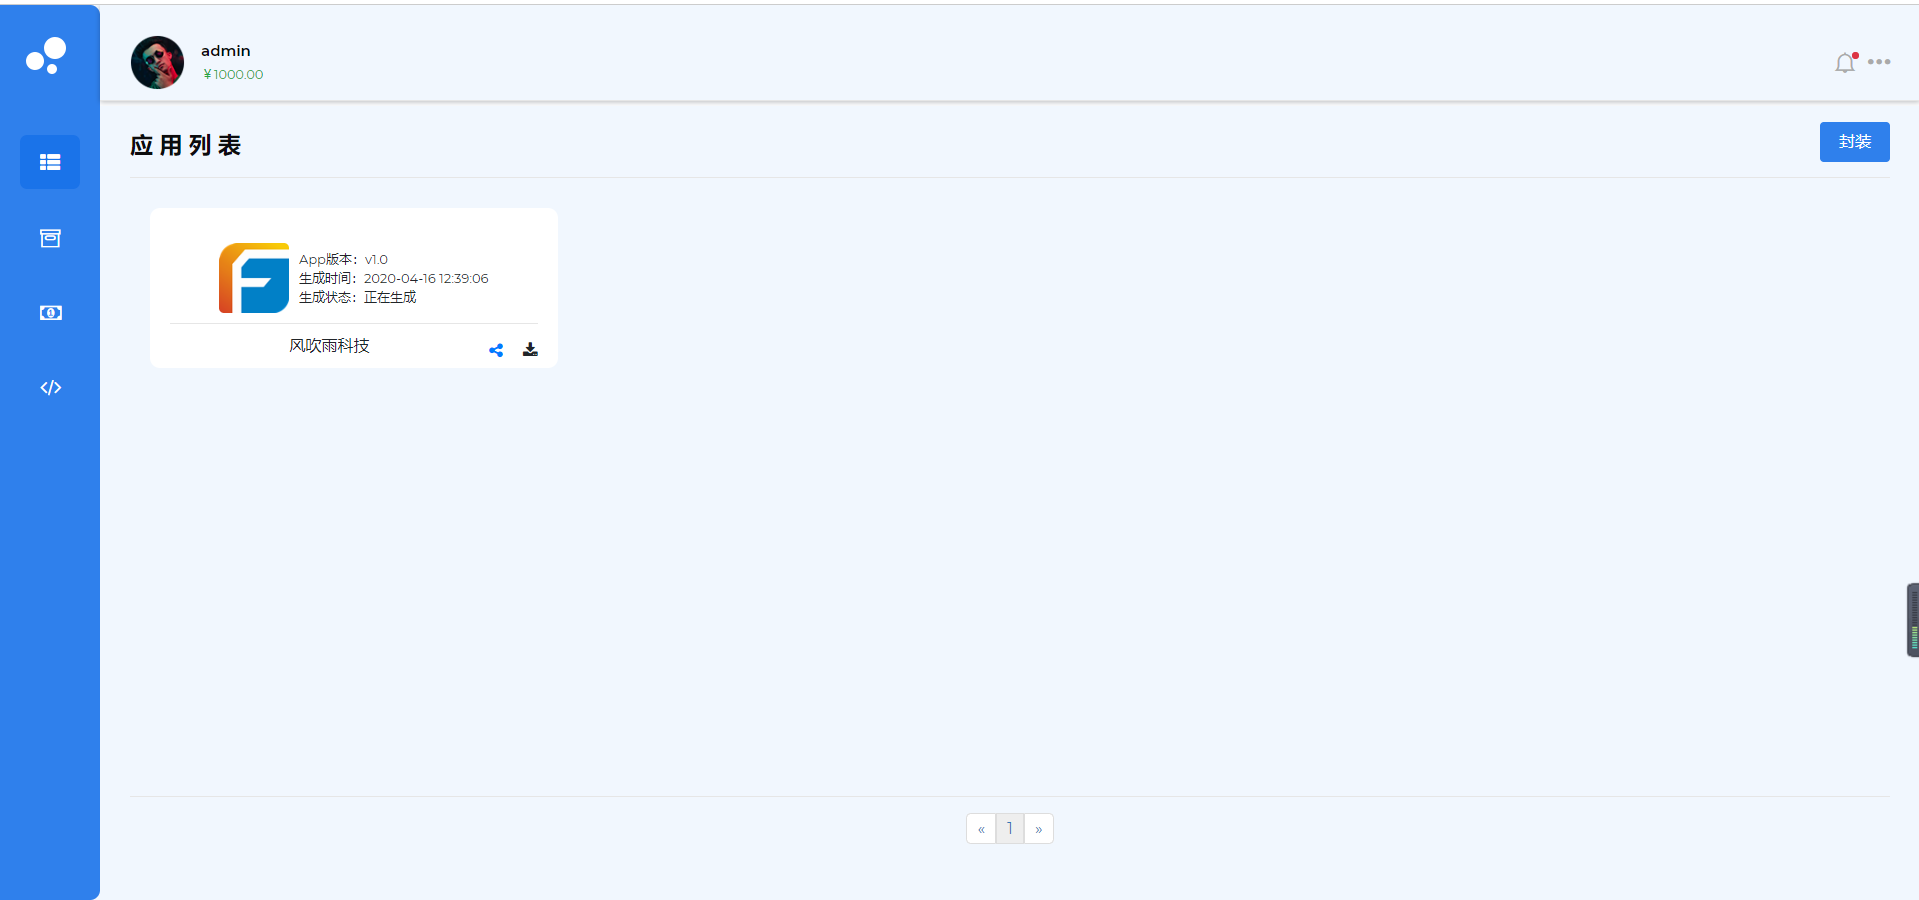 admin
¥1000.00
应用列表
封装
App版本：v1.0
生成时间：2020-04-16 12:39:06
生成状态：正在生成
风吹雨科技
« 1 »